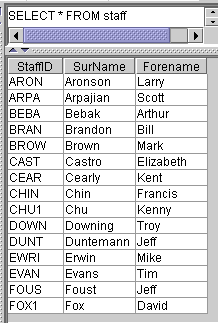 SELECT * FROM staff
StaffID SurName Forename
ARON Aronson Larry
ARPA Arpajian Scott
BEBA Bebak Arthur
BRAN Brandon Bill
BROW Brown Mark
CAST Castro Elizabeth
CEAR Cearly Kent
CHIN Chin Francis
CHU1 Chu Kenny
DOWN Downing Troy
DUNT Duntemann Jeff
EWRI Erwin Mike
EVAN Evans Tim
FOUS Foust Jeff
FOX1 Fox David